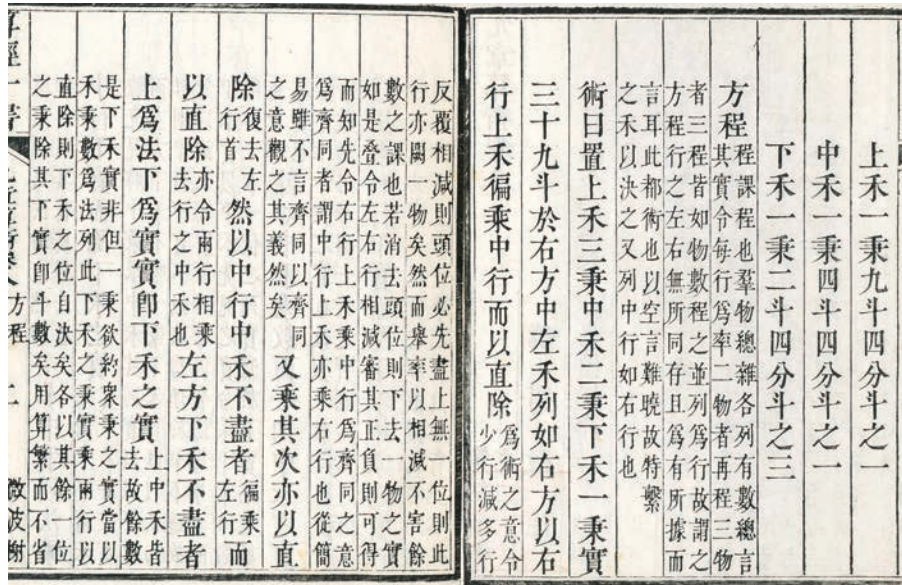 上禾一秉九斗四分斗之一
中禾一秉四斗四分斗之一
下禾一秉二斗四分斗之三
方程程課程也羣物總雜各列有數總言
其實令每行爲率二物者再程三物
者三程皆如物數程之並列爲行故謂之
方程行之左右無所同存且爲有所據而
言耳此都術也以空言難曉故特繫
之禾以決之又列中行如右行也
術曰置上禾三秉中禾二秉下禾一秉實
三十九斗於右方中左禾列如右方以右
行上禾徧乘中行而以直除爲術之意令少行減多行
反覆相減則頭位必先盡上無一位則此
行亦闕一物矣然而舉率以相減不害餘
數之課也若消去頭位則下去一物之實
如是疊令左右行相減審其正負則可得
而知先令右行上禾乘中行爲齊同之意
爲齊同者謂中行上禾亦乘右行也從簡
易雖不言齊同以齊同之意觀之其義然矣又乘其次亦以直
除復去左行首然以中行中禾不盡者徧乘左行而
以直除亦令兩行相乘去行之中禾也左方下禾不盡者
上爲法下爲實實卽下禾之實上中禾皆去故餘數
是下禾實非但一秉欲約衆秉之實當以
禾秉數爲法列此下禾之秉實乘兩行以
直除則下禾之位自決矣各以其餘一位
之秉除其下實卽斗數矣用算繁而不省
方程